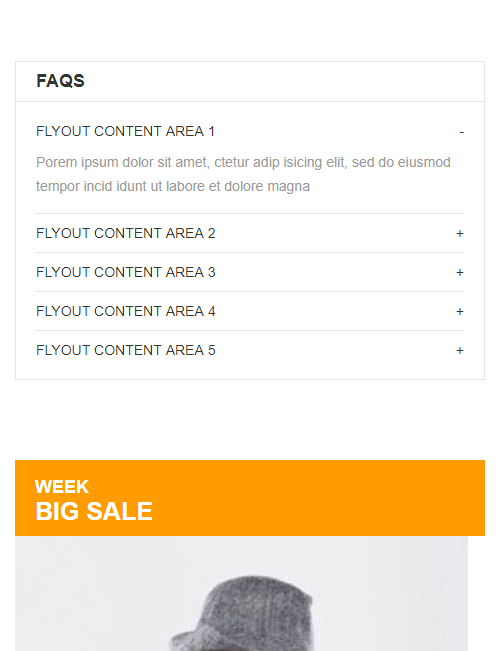 FAQS
FLYOUT CONTENT AREA 1 -
Porem ipsum dolor sit amet, ctetur adip isicing elit, sed do eiusmod
tempor incid idunt ut labore et dolore magna
FLYOUT CONTENT AREA 2 +
FLYOUT CONTENT AREA 3 +
FLYOUT CONTENT AREA 4 +
FLYOUT CONTENT AREA 5 +
WEEK
BIG SALE